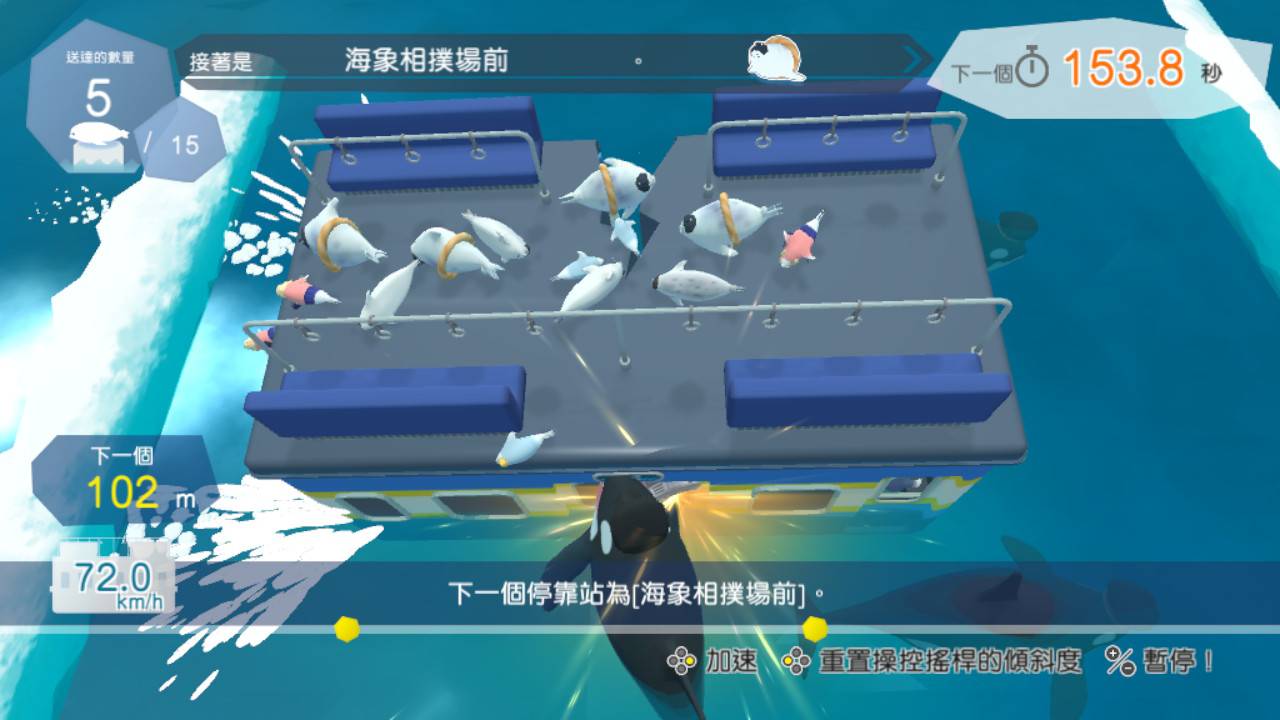 送達的數量
5
/ 15
接著是 海象相撲場前 。
下一個 153.8 秒
下一個
102 m
72.0
km/h
下一個停靠站為[海象相撲場前]。
加速 重置操控搖桿的傾斜度 暫停！